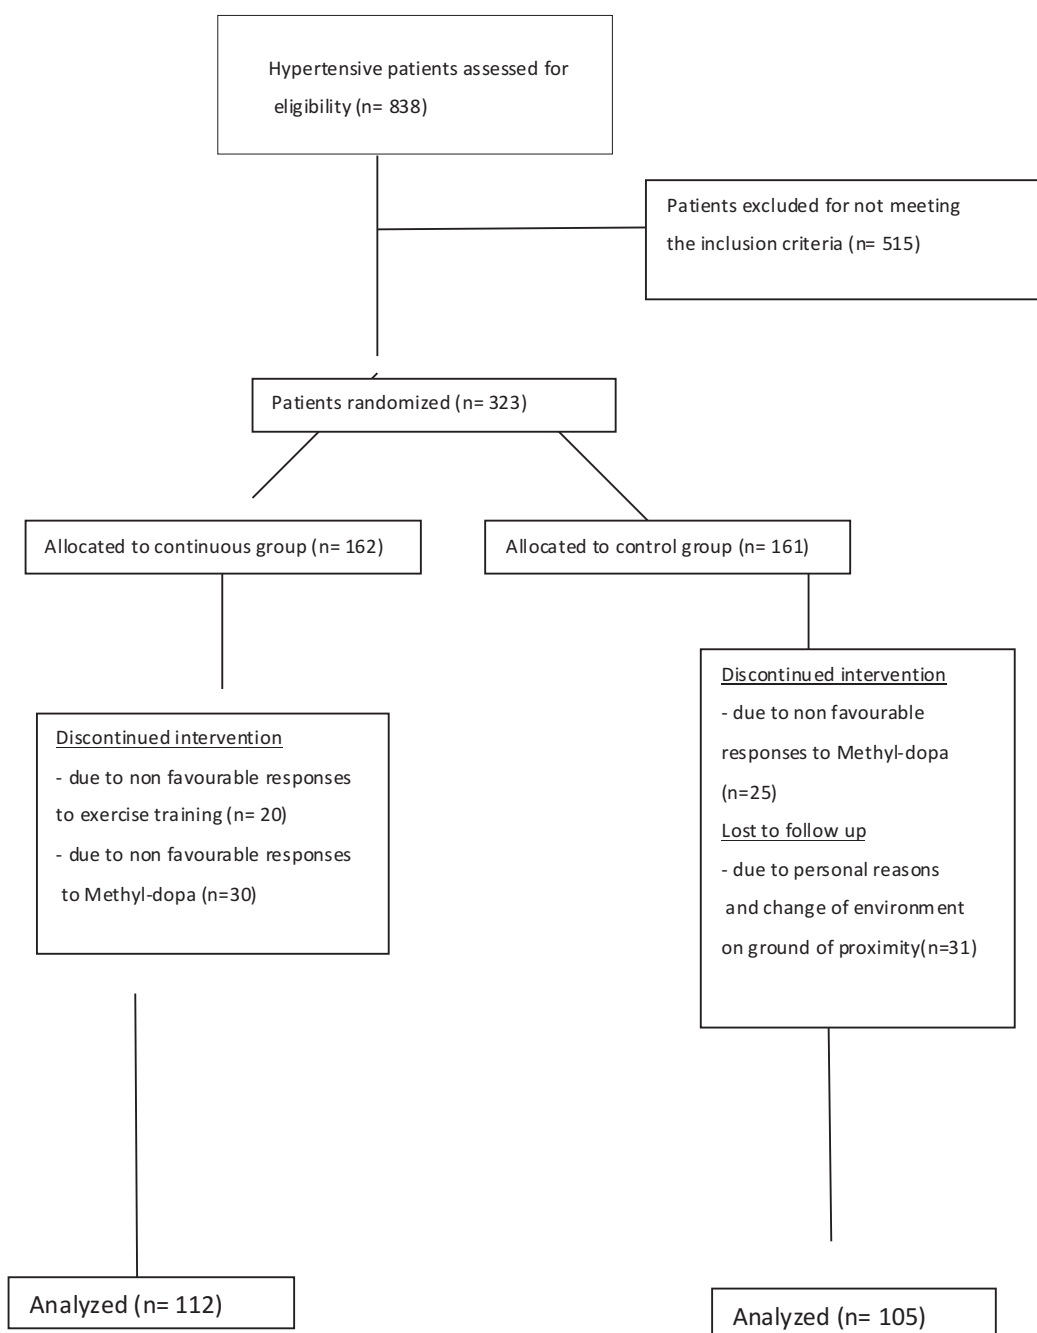 Hypertensive patients assessed for
eligibility (n= 838)
Patients excluded for not meeting
the inclusion criteria (n= 515)
Patients randomized (n= 323)
Allocated to continuous group (n= 162)
Allocated to control group (n= 161)
Discontinued intervention
- due to non favourable responses
to exercise training (n= 20)
- due to non favourable responses
to Methyl-dopa (n=30)
Discontinued intervention
- due to non favourable
responses to Methyl-dopa
(n=25)
Lost to follow up
- due to personal reasons
and change of environment
on ground of proximity(n=31)
Analyzed (n= 112)
Analyzed (n= 105)